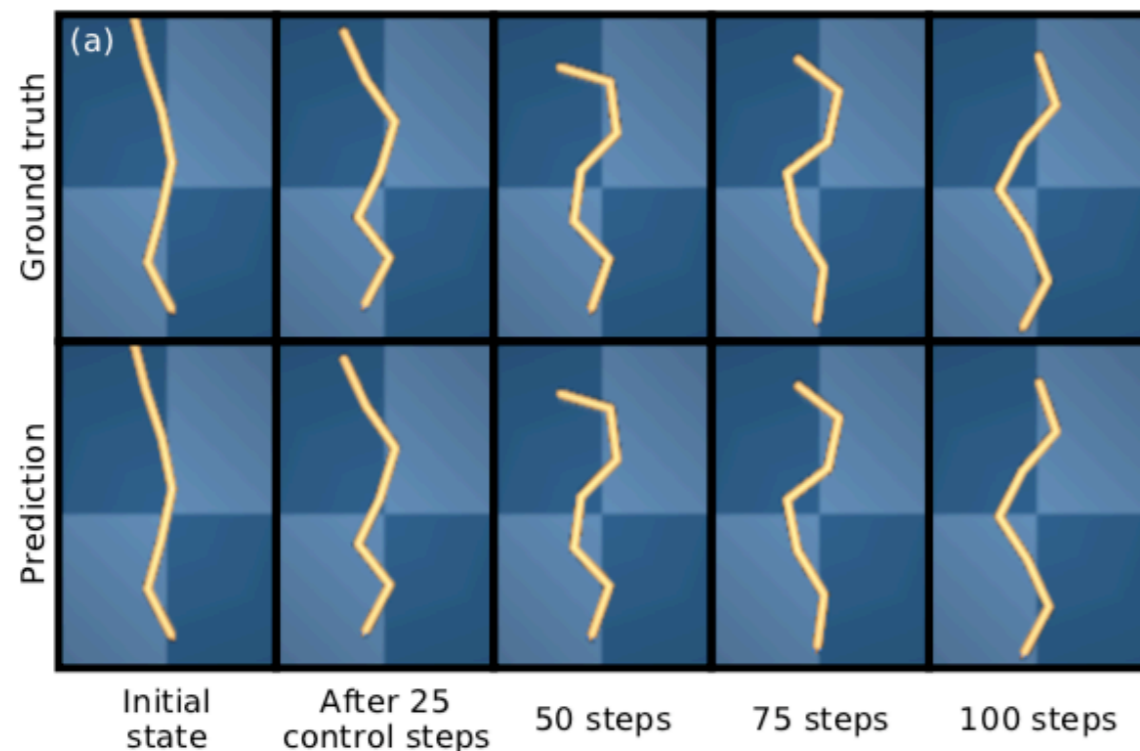 (a)
Ground truth
Prediction
Initial
state
After 25
control steps
50 steps
75 steps
100 steps